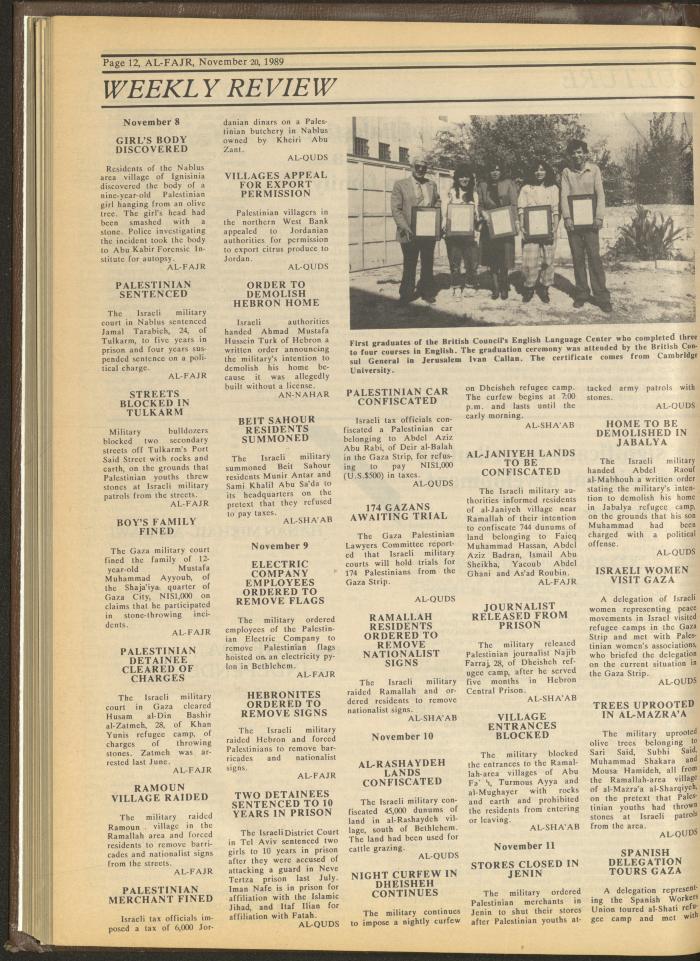 Page 12, AL-FAJR, November 20, 1989
WEEKLY REVIEW
November 8
GIRL'S BODY
DISCOVERED
Residents of the Nablus
area village of Ignisinia
discovered the body of a
nine-year-old Palestinian
girl hanging from an olive
tree. The girl's head had
been smashed with a
stone. Police investigating
the incident took the body
to Abu Kabir Forensic In-
stitute for autopsy.
AL-FAJR
PALESTINIAN
SENTENCED
The Israeli military
court in Nablus sentenced
Jamal Tarabich, 24, of
Tulkarm, to five years in
prison and four years sus-
pended sentence on a poli-
tical charge.
AL-FAJR
STREETS
BLOCKED IN
TULKARM
Military bulldozers
blocked two secondary
streets off Tulkarm's Port
Said Street with rocks and
earth, on the grounds that
Palestinian youths threw
stones at Israeli military
patrols from the streets.
AL-FAJR
BOY'S FAMILY
FINED
The Gaza military court
fined the family of 12-
year-old Mustafa
Muhammad Ayyoub, of
the Shaja'iya quarter of
Gaza City, NIS1,000 on
claims that he participated
in stone-throwing inci-
dents.
AL-FAJR
PALESTINIAN
DETAINEE
CLEARED OF
CHARGES
The Israeli military
court in Gaza cleared
Husam al-Din Bashir
al-Zatmeh, 28, of Khan
Yunis refugee camp, of
charges of throwing
stones. Zatmeh was ar-
rested last June.
AL-FAJR
RAMOUN
VILLAGE RAIDED
The military raided
Ramoun village in the
Ramallah area and forced
residents to remove barri-
cades and nationalist signs
from the streets.
AL-FAJR
PALESTINIAN
MERCHANT FINED
Israeli tax officials im-
posed a tax of 6,000 Jor-
danian dinars on a Pales-
tinian butchery in Nablus
owned by Kheiri Abu
Zant.
AL-QUDS
VILLAGES APPEAL
FOR EXPORT
PERMISSION
Palestinian villagers in
the northern West Bank
appealed to Jordanian
authorities for permission
to export citrus produce to
Jordan.
AL-QUDS
ORDER TO
DEMOLISH
HEBRON HOME
Israeli authorities
handed Ahmad Mustafa
Hussein Turk of Hebron a
written order announcing
the military's intention to
demolish his home be-
cause it was allegedly
built without a license.
AN-NAHAR
BEIT SAHOUR
RESIDENTS
SUMMONED
The Israeli military
summoned Beit Sahour
residents Munir Antar and
Sami Khalil Abu Sa'da to
its headquarters on the
pretext that they refused
to pay taxes.
AL-SHA'AB
November 9
ELECTRIC
COMPANY
EMPLOYEES
ORDERED TO
REMOVE FLAGS
The military ordered
employees of the Palestin-
ian Electric Company to
remove Palestinian flags
hoisted on an electricity py-
lon in Bethlehem.
AL-FAJR
HEBRONITES
ORDERED TO
REMOVE SIGNS
The Israeli military
raided Hebron and forced
Palestinians to remove bar-
ricades and nationalist
signs.
AL-FAJR
TWO DETAINEES
SENTENCED TO 10
YEARS IN PRISON
The Israeli District Court
in Tel Aviv sentenced two
girls to 10 years in prison
after they were accused of
attacking a guard in Neve
Tertza prison last July.
Iman Nafe is in prison for
affiliation with the Islamic
Jihad, and Itaf Ilian for
affiliation with Fatah.
AL-QUDS
First graduates of the British Council's English Language Center who completed three
to four courses in English. The graduation ceremony was attended by the British Con-
sul General in Jerusalem Ivan Callan. The certificate comes from Cambridge
University.
PALESTINIAN CAR
CONFISCATED
Israeli tax officials con-
fiscated a Palestinian car
belonging to Abdel Aziz
Abu Rabi, of Deir al-Balah
in the Gaza Strip, for refus-
ing to pay NIS1,000
(U.S.$500) in taxes.
AL-QUDS
174 GAZANS
AWAITING TRIAL
The Gaza Palestinian
Lawyers Committee report-
ed that Israeli military
courts will hold trials for
174 Palestinians from the
Gaza Strip.
AL-QUDS
RAMALLAH
RESIDENTS
ORDERED TO
REMOVE
NATIONALIST
SIGNS
The Israeli military
raided Ramallah and or-
dered residents to remove
nationalist signs.
AL-SHA'AB
November 10
AL-RASHAYDEH
LANDS
CONFISCATED
The Israeli military con-
fiscated 45,000 dunums of
land in al-Rashaydeh vil-
lage, south of Bethlehem.
The land had been used for
cattle grazing.
AL-QUDS
NIGHT CURFEW IN
DHEISHEH
CONTINUES
The military continues
to impose a nightly curfew
on Dheisheh refugee camp.
The curfew begins at 7:00
p.m. and lasts until the
early morning.
AL-SHA'AB
AL-JANIYEH LANDS
TO BE
CONFISCATED
The Israeli military au-
thorities informed residents
of al-Janiyeh village near
Ramallah of their intention
to confiscate 744 dunums of
land belonging to Faicq
Muhammad Hassan, Abdel
Aziz Badran, Ismail Abu
Sheikha, Yacoub Abdel
Ghani and As'ad Roubin.
AL-FAJR
JOURNALIST
RELEASED FROM
PRISON
The military released
Palestinian journalist Najib
Farraj, 28, of Dheisheh ref-
ugee camp, after he served
five months in Hebron
Central Prison.
AL-SHA'AB
VILLAGE
ENTRANCES
BLOCKED
The military blocked
the entrances to the Ramal-
lah-area villages of Abu
Turmous Ayya and
al-Mughayer with rocks
and earth and prohibited
the residents from entering
or leaving.
AL-SHA'AB
November 11
STORES CLOSED IN
JENIN
The military ordered
Palestinian merchants in
Jenin to shut their stores
after Palestinian youths at-
tacked army patrols with
stones.
AL-QUDS
HOME TO BE
DEMOLISHED IN
JABALYA
The Israeli military
handed Abdel Raouf
al-Mabhouh a written order
stating the military's inten-
tion to demolish his home
in Jabalya refugee camp,
on the grounds that his son
Muhammad had been
charged with a political
offense.
AL-QUDS
ISRAELI WOMEN
VISIT GAZA
A delegation of Israeli
women representing peace
movements in Israel visited
refugee camps in the Gaza
Strip and met with Pales-
tinian women's associations,
who briefed the delegation
on the current situation in
the Gaza Strip.
AL-QUDS
TREES UPROOTED
IN AL-MAZRA'A
The military uprooted
olive trees belonging to
Sari Said, Subhi Said,
Muhammad Shakara and
Mousa Hamideh, all from
the Ramallah-area village
of al-Mazra'a al-Sharqiyeh,
on the pretext that Pales-
tinian youths had thrown
stones at Israeli patrols
from the area.
AL-QUDS
SPANISH
DELEGATION
TOURS GAZA
A delegation represent-
ing the Spanish Workers
Union toured al-Shati refu-
gee camp and met with